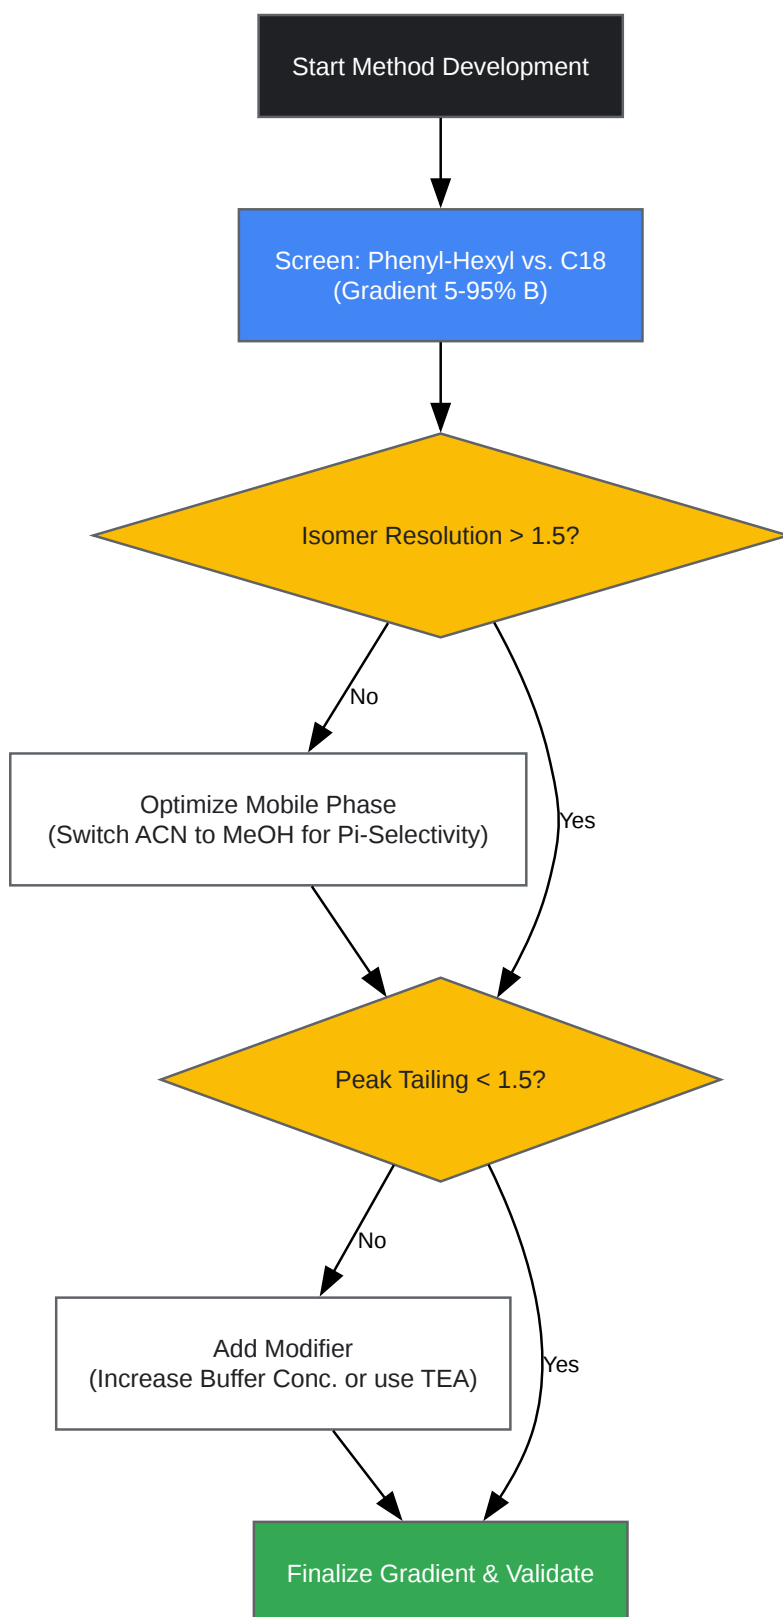 Start Method Development
Screen: Phenyl-Hexyl vs. C18
(Gradient 5-95% B)
Isomer Resolution > 1.5?
No
Optimize Mobile Phase
(Switch ACN to MeOH for Pi-Selectivity)
Yes
Peak Tailing < 1.5?
No
Add Modifier
(Increase Buffer Conc. or use TEA)
Yes
Finalize Gradient & Validate